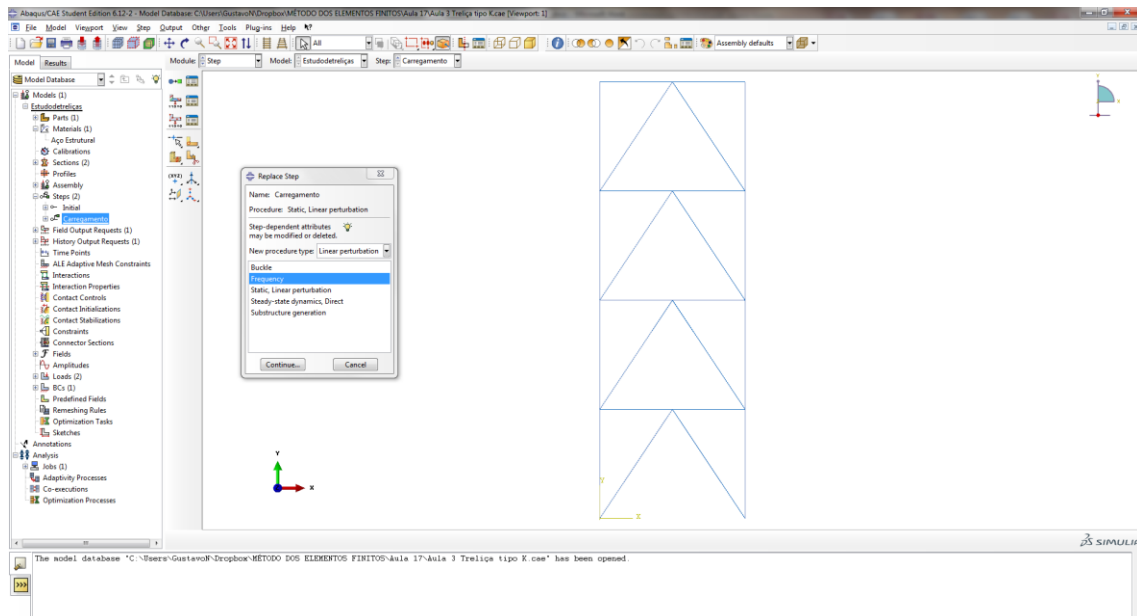 Abaqus/CAE Student Edition 6.12-2 - Model Database: C:\Users\GustavoN\Dropbox\MÉTODO DOS ELEMENTOS FINITOS\Aula 17\Aula 3 Treliça tipo K.cae [Viewport: 1]
File Model Viewport View Step Output Other Tools Plug-ins Help
All
Assembly defaults
Model Results Module: Step Model: Estudodetreliças Step: Carregamento
Model Database
Models (1)
Estudodetreliças
Parts (1)
Materials (1)
Aço Estrutural
Calibrations
Sections (2)
Profiles
Assembly
Steps (2)
Initial
Carregamento
Field Output Requests (1)
History Output Requests (1)
Time Points
ALE Adaptive Mesh Constraints
Interactions
Interaction Properties
Contact Controls
Contact Initializations
Contact Stabilizations
Constraints
Connector Sections
Fields
Amplitudes
Loads (2)
BCs (1)
Predefined Fields
Remeshing Rules
Optimization Tasks
Sketches
Annotations
Analysis
Jobs (1)
Adaptivity Processes
Co-executions
Optimization Processes
(XYZ)
Replace Step
Name: Carregamento
Procedure: Static, Linear perturbation
Step-dependent attributes
may be modified or deleted.
New procedure type: Linear perturbation
Buckle
Frequency
Static, Linear perturbation
Steady-state dynamics, Direct
Substructure generation
Continue... Cancel
Y
X
Y
X
Y
X
SIMULIA
The model database "C:\Users\GustavoN\Dropbox\MÉTODO DOS ELEMENTOS FINITOS\Aula 17\Aula 3 Treliça tipo K.cae" has been opened.
>>>